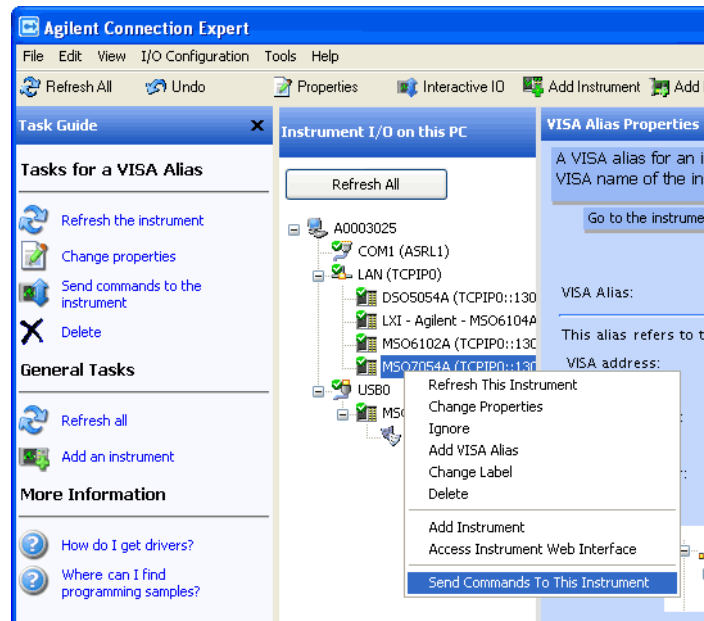 Agilent Connection Expert
File Edit View I/O Configuration Tools Help
Refresh All Undo Properties Interactive IO Add Instrument Add
Task Guide
Tasks for a VISA Alias
Refresh the instrument
Change properties
Send commands to the
instrument
Delete
General Tasks
Refresh all
Add an instrument
More Information
How do I get drivers?
Where can I find
programming samples?
Instrument I/O on this PC
Refresh All
A0003025
COM1 (ASRL1)
LAN (TCPIP0)
DSO5054A (TCPIP0::130
LXI - Agilent - MSO6104A
MSO6102A (TCPIP0::130
MSO7054A (TCPIP0::130
USB0
MSO
Refresh This Instrument
Change Properties
Ignore
Add VISA Alias
Change Label
Delete
Add Instrument
Access Instrument Web Interface
Send Commands To This Instrument
VISA Alias Properties
A VISA alias for an i
VISA name of the in
Go to the instrume
VISA Alias:
This alias refers to t
VISA address: